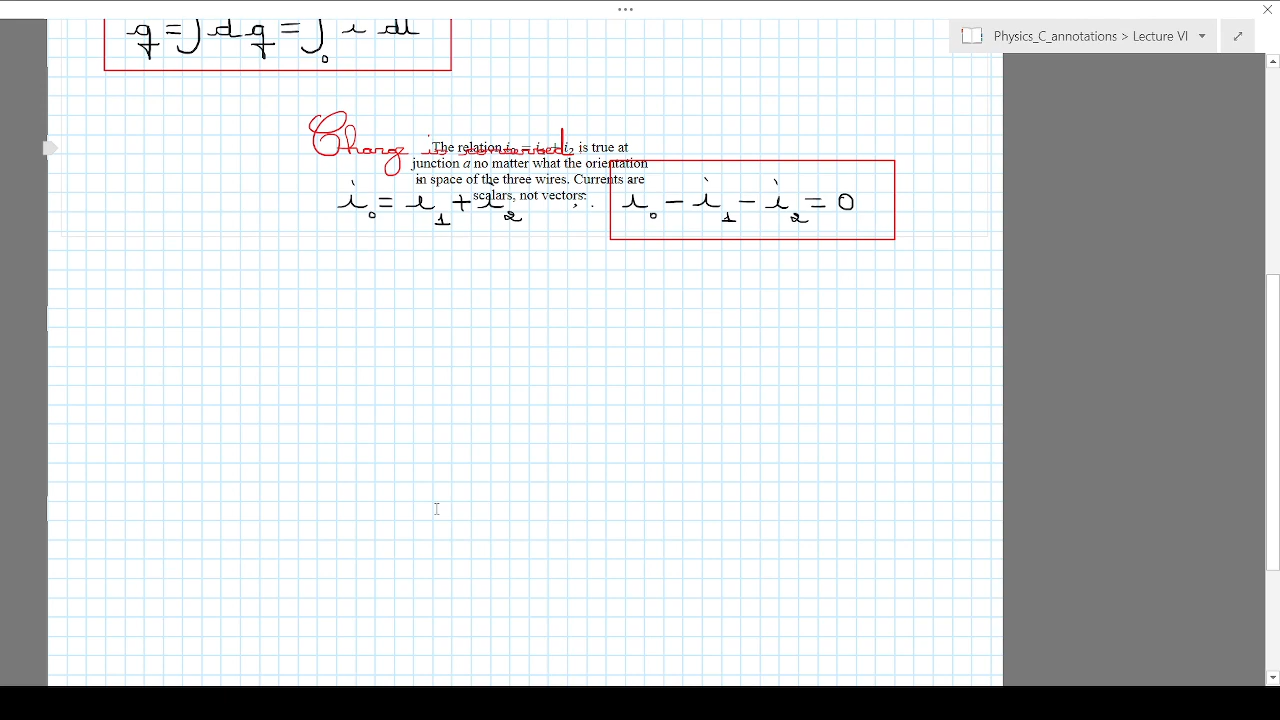 Physics_C_annotations > Lecture VI
q = ∫ dq = ∫₀ i dt
Charge is conserved
The relation i₀ = i₁ + i₂ is true at
junction a no matter what the orientation
in space of the three wires. Currents are
scalars, not vectors.
i₀ = i₁ + i₂ ; i₀ − i₁ − i₂ = 0